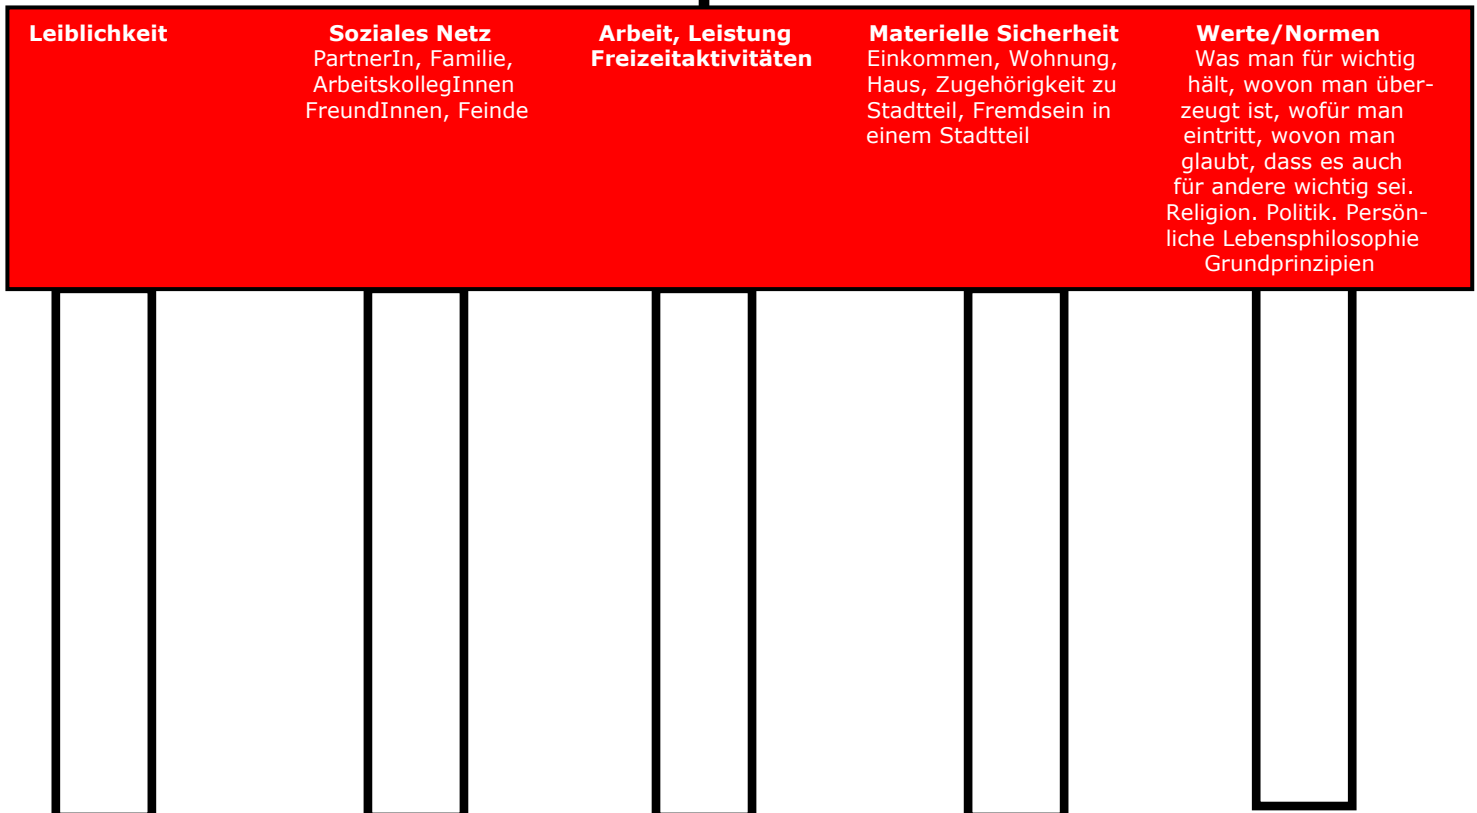 Leiblichkeit
Soziales Netz
PartnerIn, Familie,
ArbeitskollegInnen
FreundInnen, Feinde
Arbeit, Leistung
Freizeitaktivitäten
Materielle Sicherheit
Einkommen, Wohnung,
Haus, Zugehörigkeit zu
Stadtteil, Fremdsein in
einem Stadtteil
Werte/Normen
Was man für wichtig
hält, wovon man über-
zeugt ist, wofür man
eintritt, wovon man
glaubt, dass es auch
für andere wichtig sei.
Religion. Politik. Persön-
liche Lebensphilosophie
Grundprinzipien